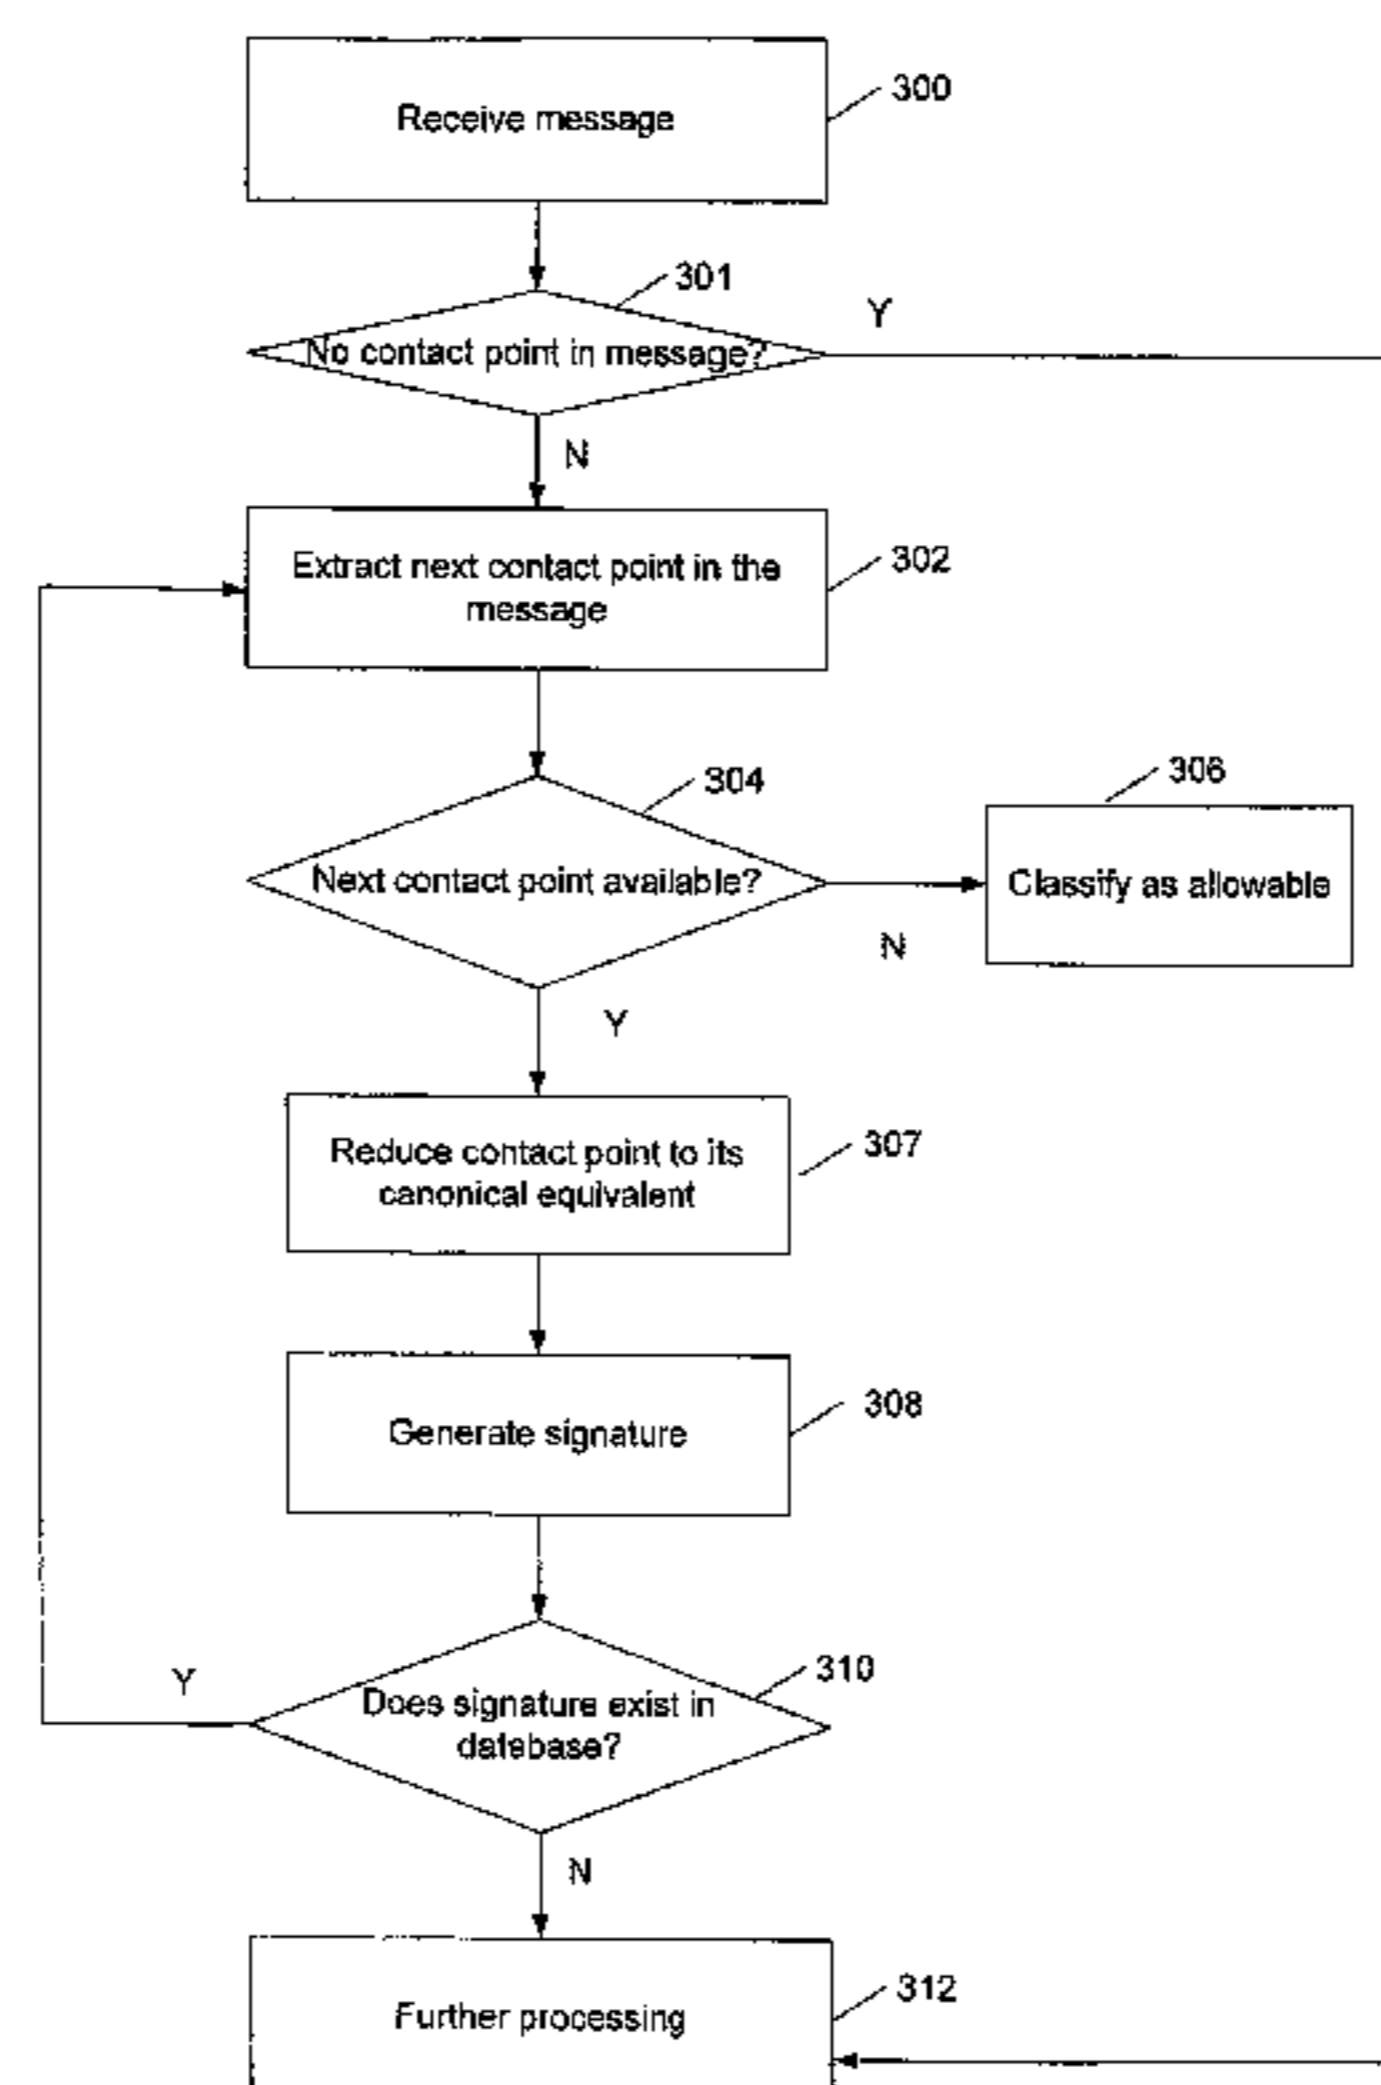 Receive message
300
301
No contact point in message?
Y
N
Extract next contact point in the
message
302
304
Next contact point available?
306
Classify as allowable
N
Y
Reduce contact point to its
canonical equivalent
307
Generate signature
308
Y
310
Does signature exist in
datebase?
N
Further processing
312